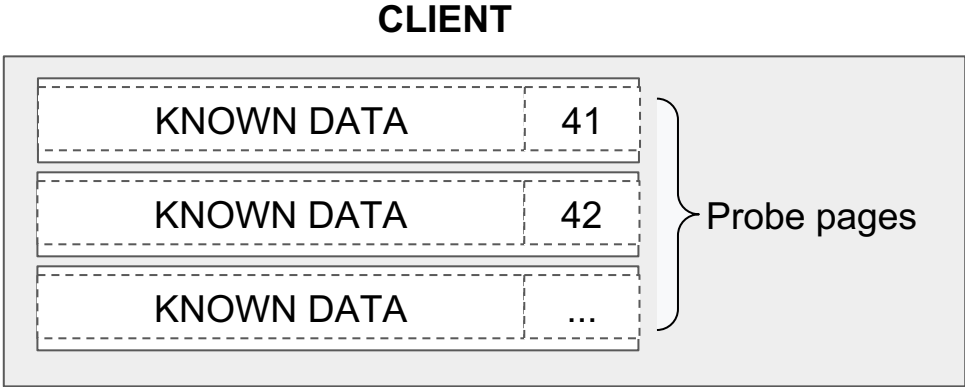 CLIENT
KNOWN DATA 41
KNOWN DATA 42
Probe pages
KNOWN DATA ...